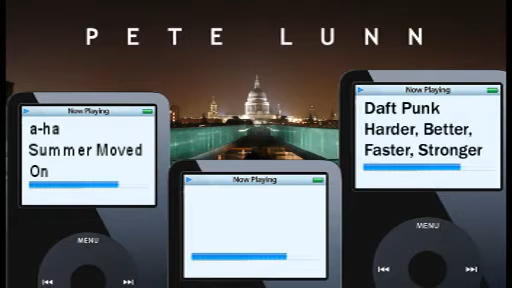 PETE LUNN
Now Playing
a-ha
Summer Moved
On
MENU
Now Playing
Now Playing
Daft Punk
Harder, Better,
Faster, Stronger
MENU